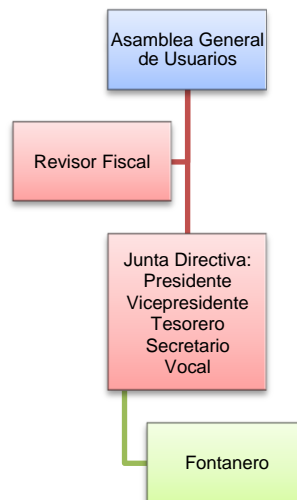 Asamblea General
de Usuarios
Revisor Fiscal
Junta Directiva:
Presidente
Vicepresidente
Tesorero
Secretario
Vocal
Fontanero